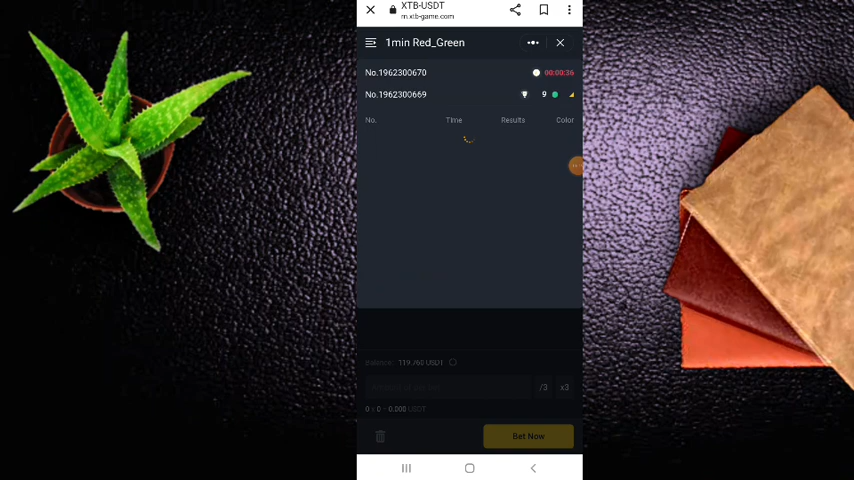 XTB-USDT
m.xtb-game.com
1min Red_Green
No.1962300670 00:00:36
No.1962300669 9
No. Time Results Color
Balance: 119.760 USDT
/3 x3
0 x 0 = 0.000 USDT
Bet Now